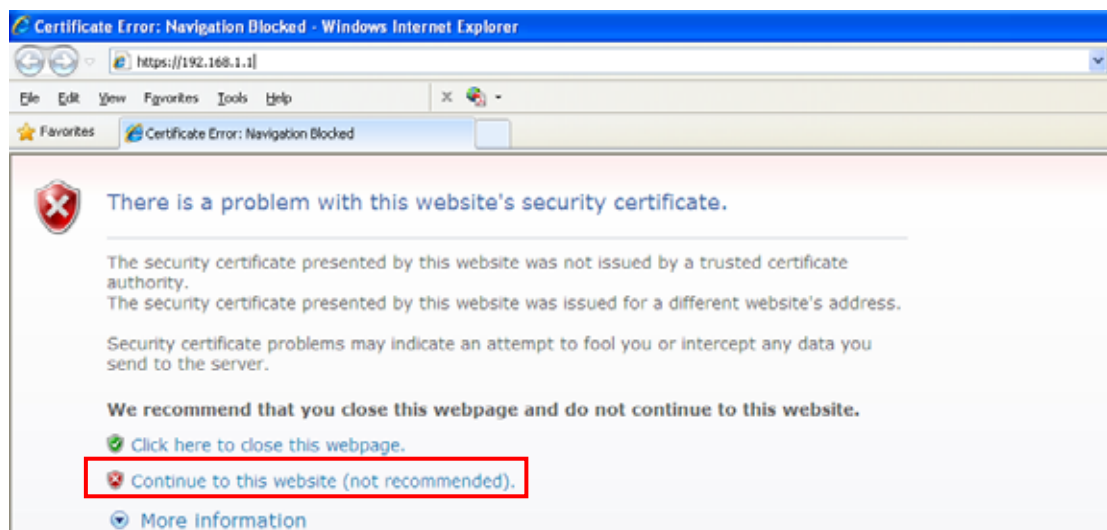 Certificate Error: Navigation Blocked - Windows Internet Explorer
https://192.168.1.1
File Edit View Favorites Tools Help
Favorites Certificate Error: Navigation Blocked
There is a problem with this website's security certificate.
The security certificate presented by this website was not issued by a trusted certificate
authority.
The security certificate presented by this website was issued for a different website's address.
Security certificate problems may indicate an attempt to fool you or intercept any data you
send to the server.
We recommend that you close this webpage and do not continue to this website.
Click here to close this webpage.
Continue to this website (not recommended).
More information